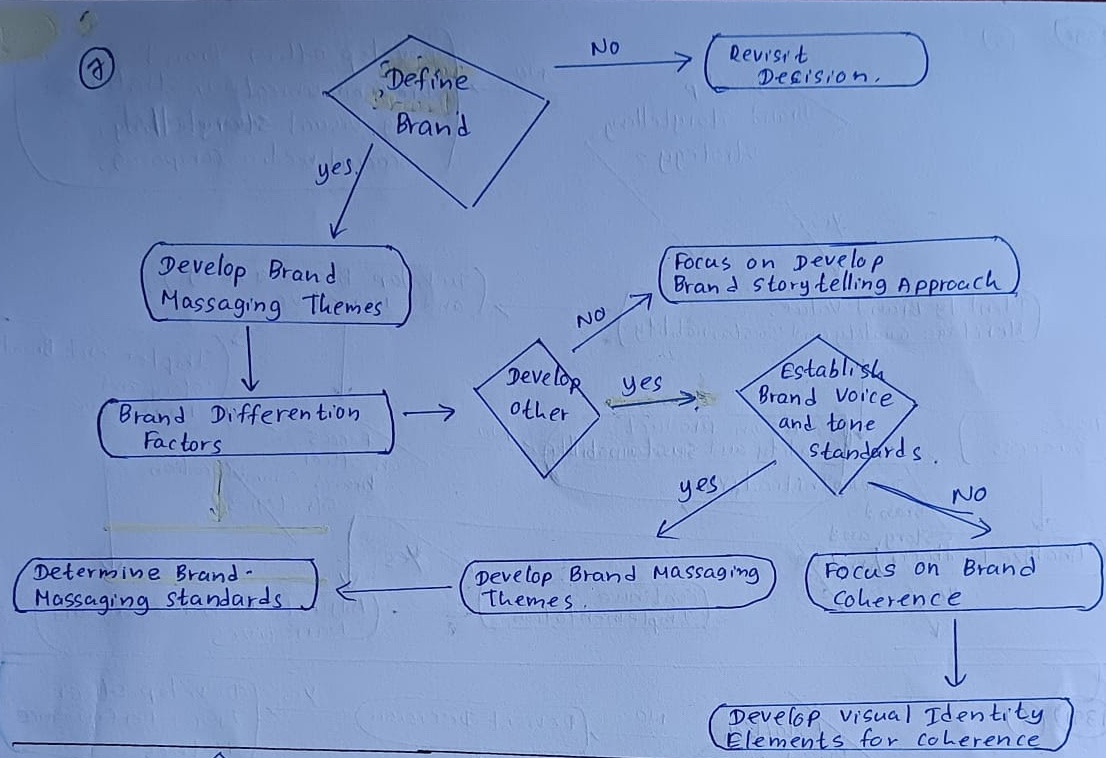 7
Define
Brand
NO
Revisit
Decision.
yes.
Develop Brand
Massaging Themes
Focus on Develop
Brand Storytelling Approach
NO
Brand Differention
Factors
Develop
other
yes
Establish
Brand Voice
and tone
Standards.
yes
NO
Determine Brand-
Massaging Standards
Develop Brand Massaging
Themes.
Focus on Brand
Coherence
Develop Visual Identity
Elements for coherence